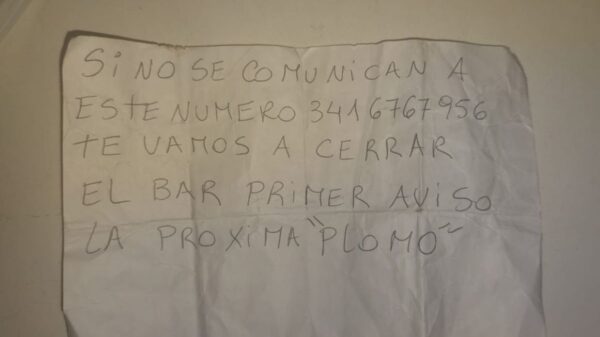 Si NO SE COMUNiCAN A
ESTE NUMERO 3416767956
TE VAMOS A CERRAR
EL BAR PRIMER AViSO
LA PROXiMA "PLOMO"